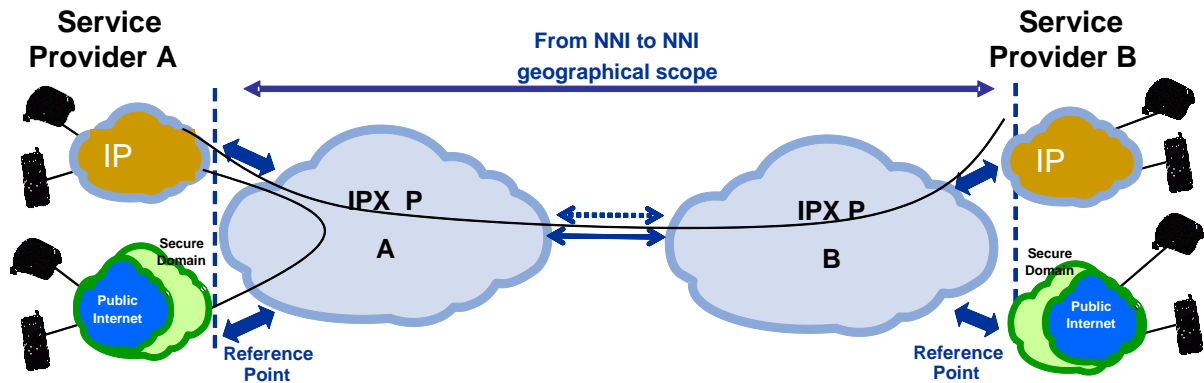 Service
Provider A
From NNI to NNI
geographical scope
Service
Provider B
IP
IP
IPX P
A
IPX P
B
Secure
Domain
Public
Internet
Secure
Domain
Public
Internet
Reference
Point
Reference
Point